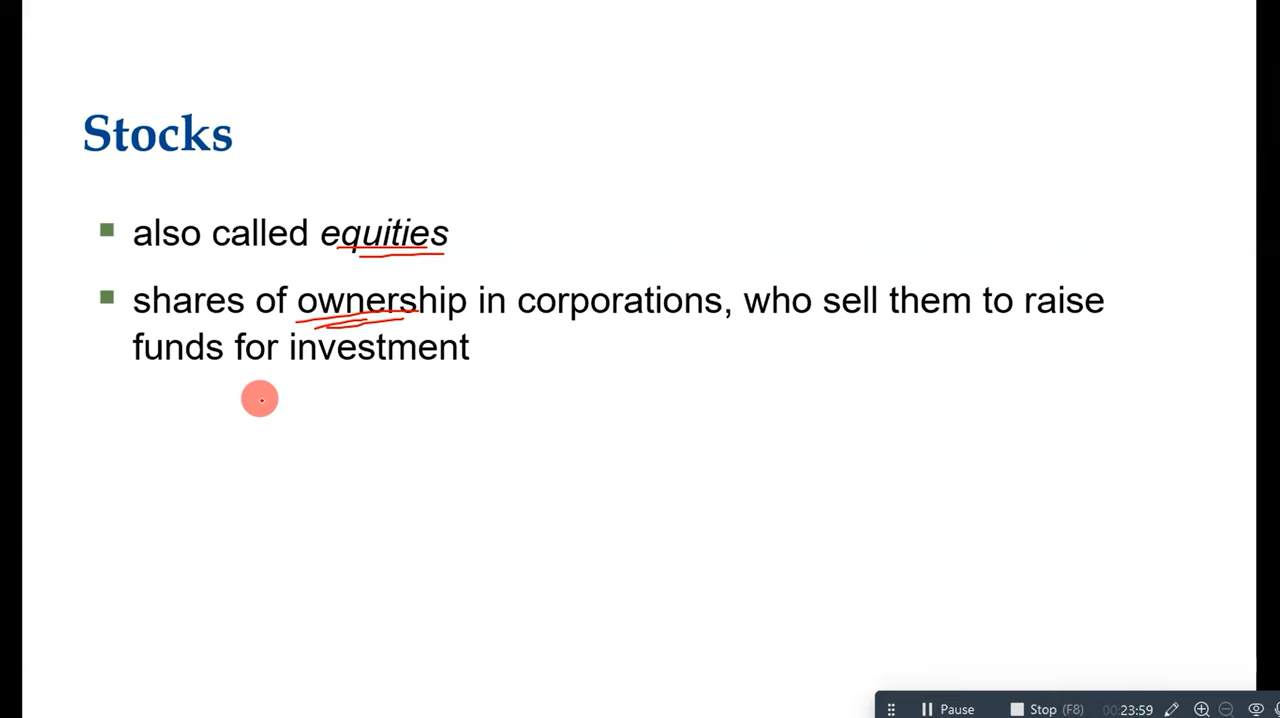 Stocks
also called equities
shares of ownership in corporations, who sell them to raise
funds for investment
Pause Stop (F8) 00:23:59